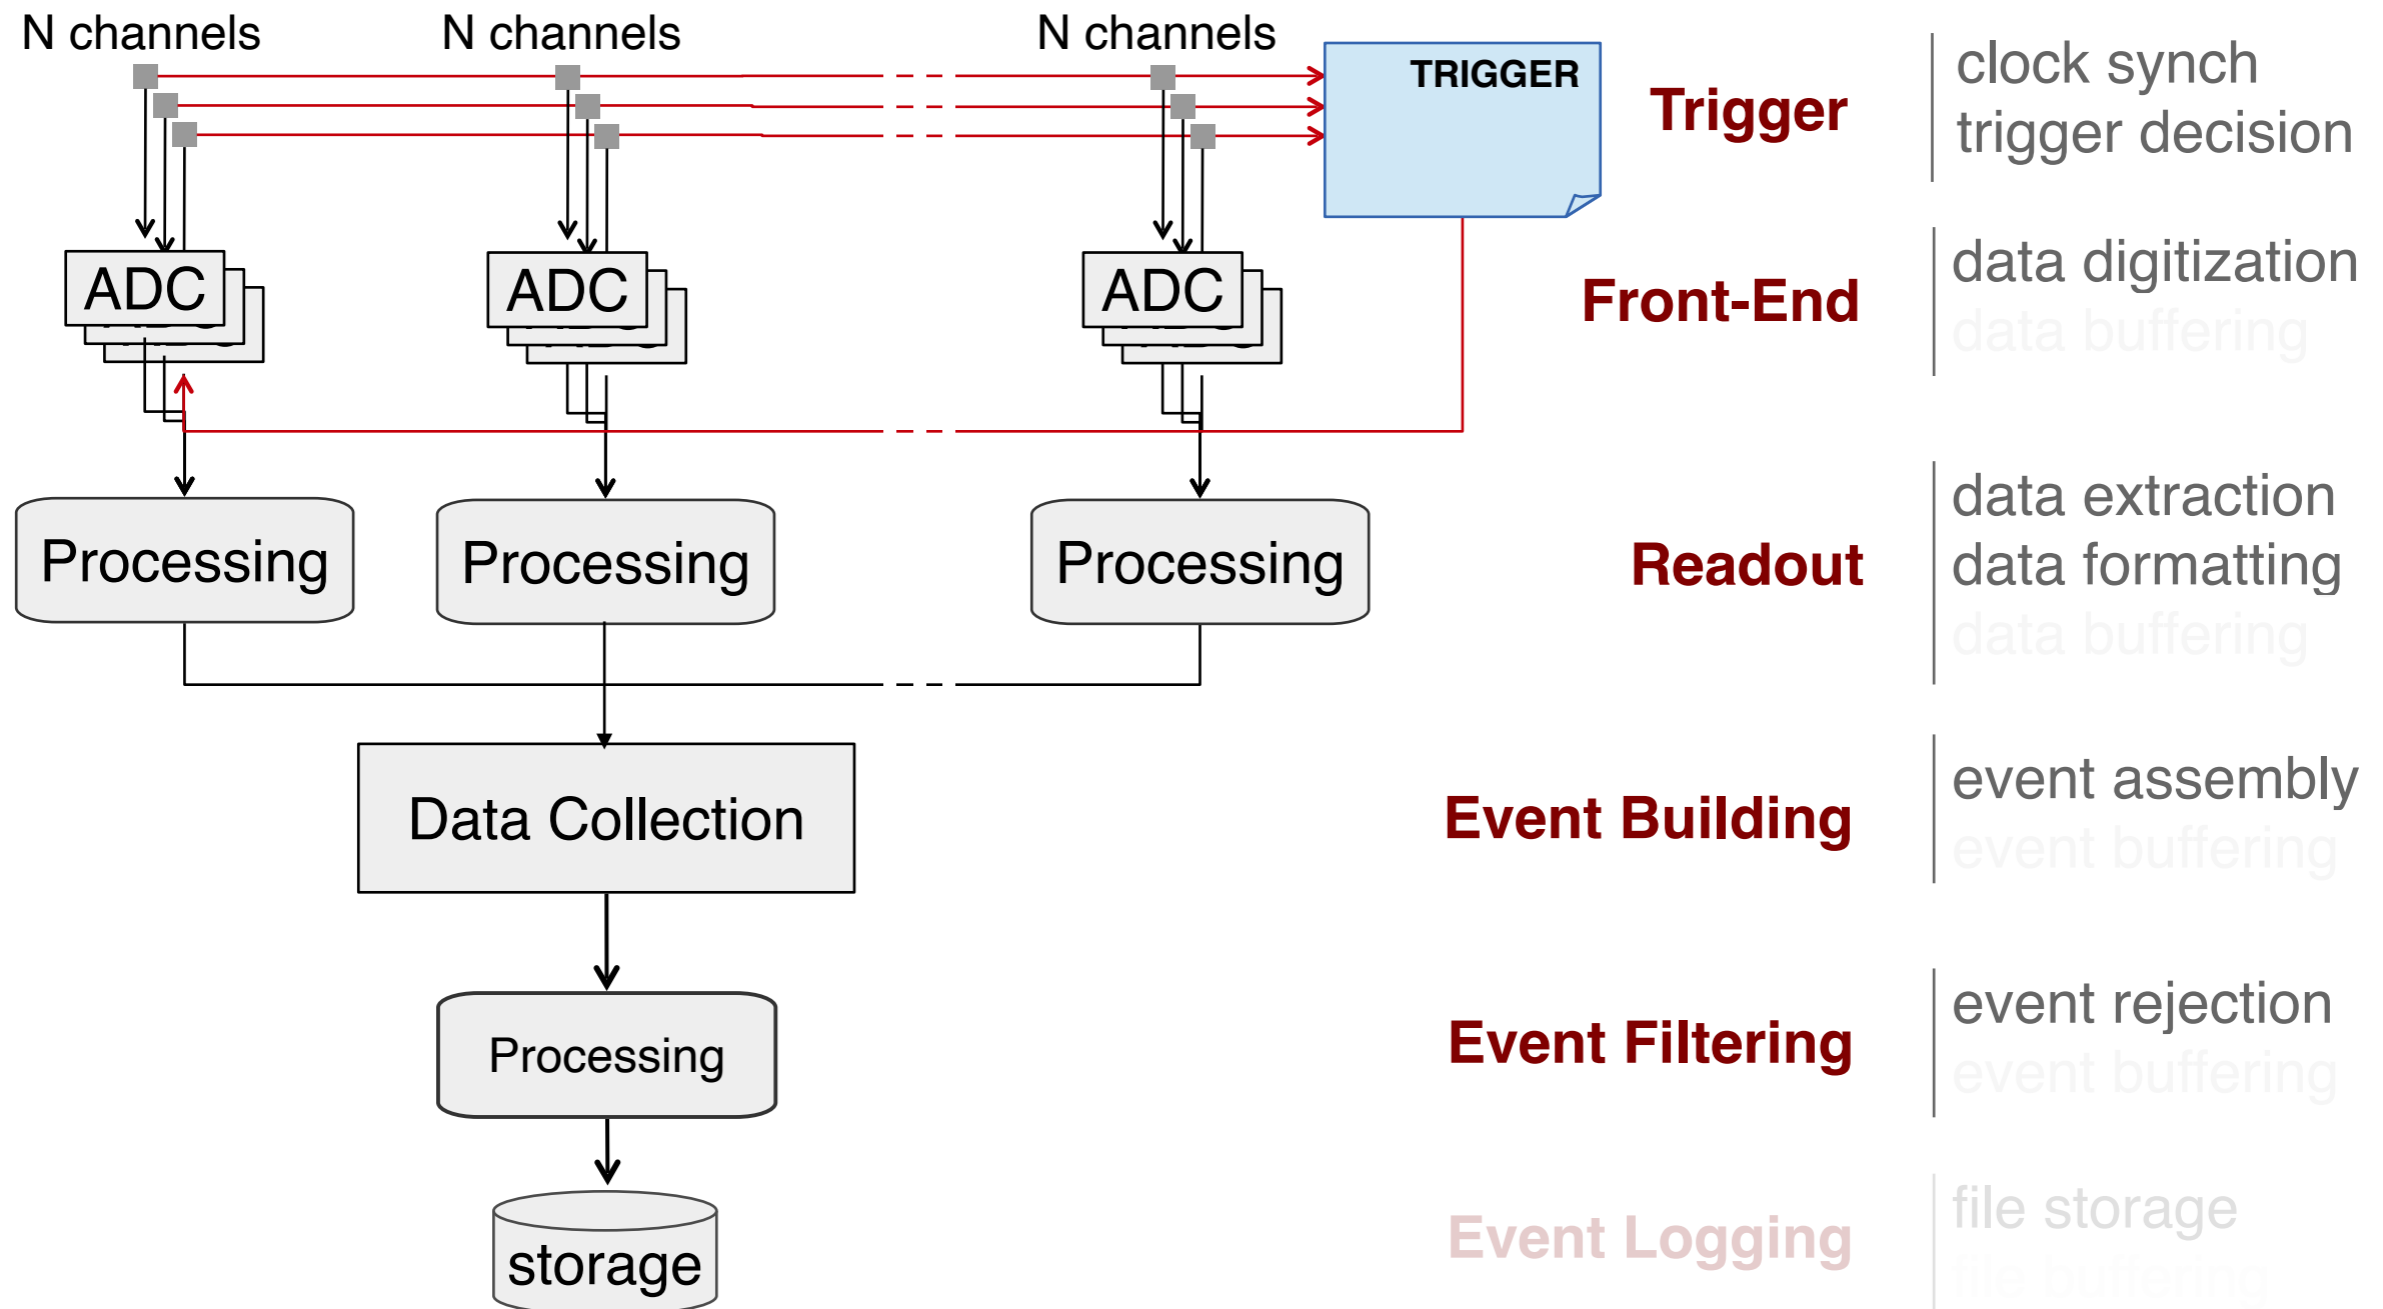 N channels
N channels
N channels
TRIGGER
Trigger
clock synch
trigger decision
ADC
ADC
ADC
Front-End
data digitization
data buffering
Processing
Processing
Processing
Readout
data extraction
data formatting
data buffering
Data Collection
Event Building
event assembly
event buffering
Processing
Event Filtering
event rejection
event buffering
storage
Event Logging
file storage
file buffering